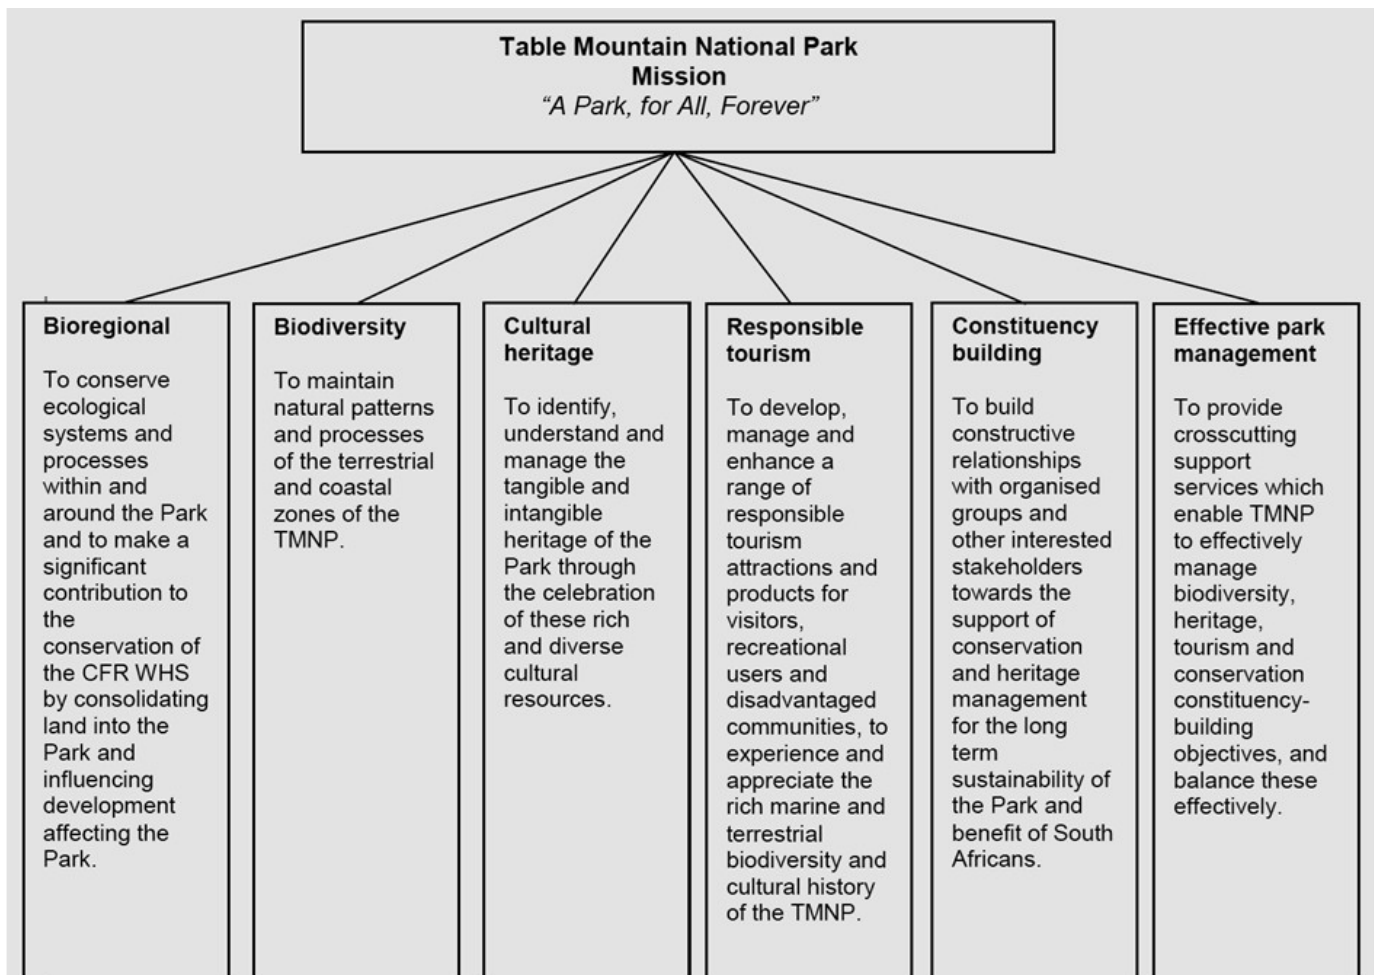 Table Mountain National Park
Mission
“A Park, for All, Forever”
Bioregional
To conserve
ecological
systems and
processes
within and
around the Park
and to make a
significant
contribution to
the
conservation of
the CFR WHS
by consolidating
land into the
Park and
influencing
development
affecting the
Park.
Biodiversity
To maintain
natural patterns
and processes
of the terrestrial
and coastal
zones of the
TMNP.
Cultural
heritage
To identify,
understand and
manage the
tangible and
intangible
heritage of the
Park through
the celebration
of these rich
and diverse
cultural
resources.
Responsible
tourism
To develop,
manage and
enhance a
range of
responsible
tourism
attractions and
products for
visitors,
recreational
users and
disadvantaged
communities, to
experience and
appreciate the
rich marine and
terrestrial
biodiversity and
cultural history
of the TMNP.
Constituency
building
To build
constructive
relationships
with organised
groups and
other interested
stakeholders
towards the
support of
conservation
and heritage
management
for the long
term
sustainability of
the Park and
benefit of South
Africans.
Effective park
management
To provide
crosscutting
support
services which
enable TMNP
to effectively
manage
biodiversity,
heritage,
tourism and
conservation
constituency-
building
objectives, and
balance these
effectively.